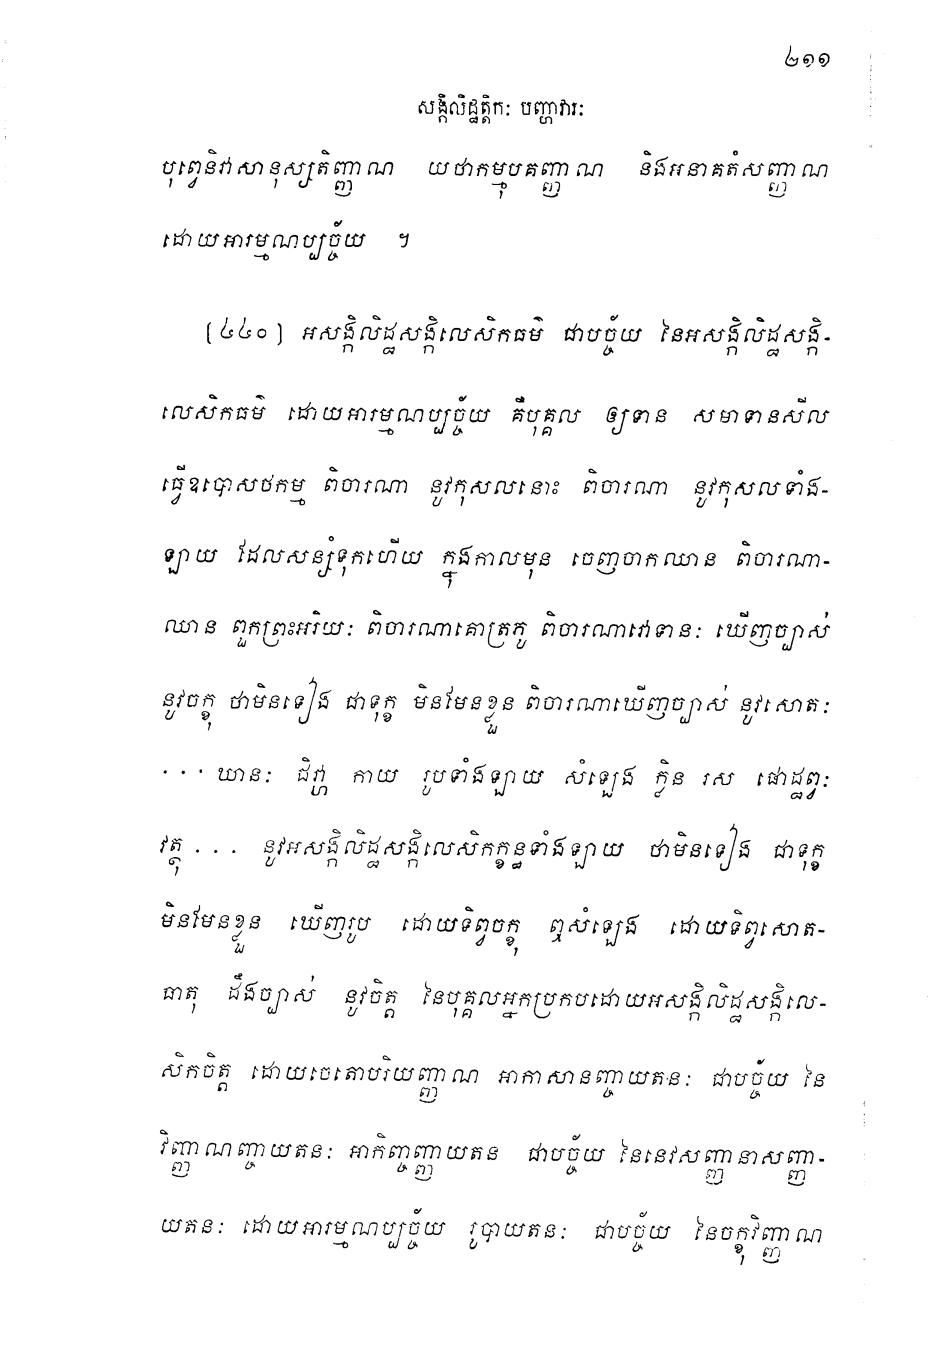 ២១១
សង្កិលិដ្ឋត្តិកៈ បញ្ហាវារៈ
បុព្វេនិវាសានុស្សតិញ្ញាណ យថាកម្មុបគញ្ញាណ និងអនាគតំសញ្ញាណ
ដោយអារម្មណប្បច្ច័យ ។
[៤៤០] អសង្កិលិដ្ឋសង្កិលេសិកធម៌ ជាបច្ច័យ នៃអសង្កិលិដ្ឋសង្កិ-
លេសិកធម៌ ដោយអារម្មណប្បច្ច័យ គឺបុគ្គល ឲ្យទាន សមាទានសីល
ធ្វើឧបោសថកម្ម ពិចារណា នូវកុសលនោះ ពិចារណា នូវកុសលទាំង-
ឡាយ ដែលសន្សំទុកហើយ ក្នុងកាលមុន ចេញចាកឈាន ពិចារណា-
ឈាន ពួកព្រះអរិយៈ ពិចារណាគោត្រភូ ពិចារណាវោទានៈ ឃើញច្បាស់
នូវចក្ខុ ថាមិនទៀង ជាទុក្ខ មិនមែនខ្លួន ពិចារណាឃើញច្បាស់ នូវសោតៈ
... ឃានៈ ជិវ្ហា កាយ រូបទាំងឡាយ សំឡេង ក្លិន រស ផោដ្ឋព្វៈ
វត្ថុ ... នូវអសង្កិលិដ្ឋសង្កិលេសិកក្ខន្ធទាំងឡាយ ថាមិនទៀង ជាទុក្ខ
មិនមែនខ្លួន ឃើញរូប ដោយទិព្វចក្ខុ ឮសំឡេង ដោយទិព្វសោត-
ធាតុ ដឹងច្បាស់ នូវចិត្ត នៃបុគ្គលអ្នកប្រកបដោយអសង្កិលិដ្ឋសង្កិលេ-
សិកចិត្ត ដោយចេតោបរិយញ្ញាណ អាកាសានញ្ចាយតនៈ ជាបច្ច័យ នៃ
វិញ្ញាណញ្ចាយតនៈ អាកិញ្ចញ្ញាយតន ជាបច្ច័យ នៃនេវសញ្ញានាសញ្ញា-
យតនៈ ដោយអារម្មណប្បច្ច័យ រូបាយតនៈ ជាបច្ច័យ នៃចក្ខុវិញ្ញាណ